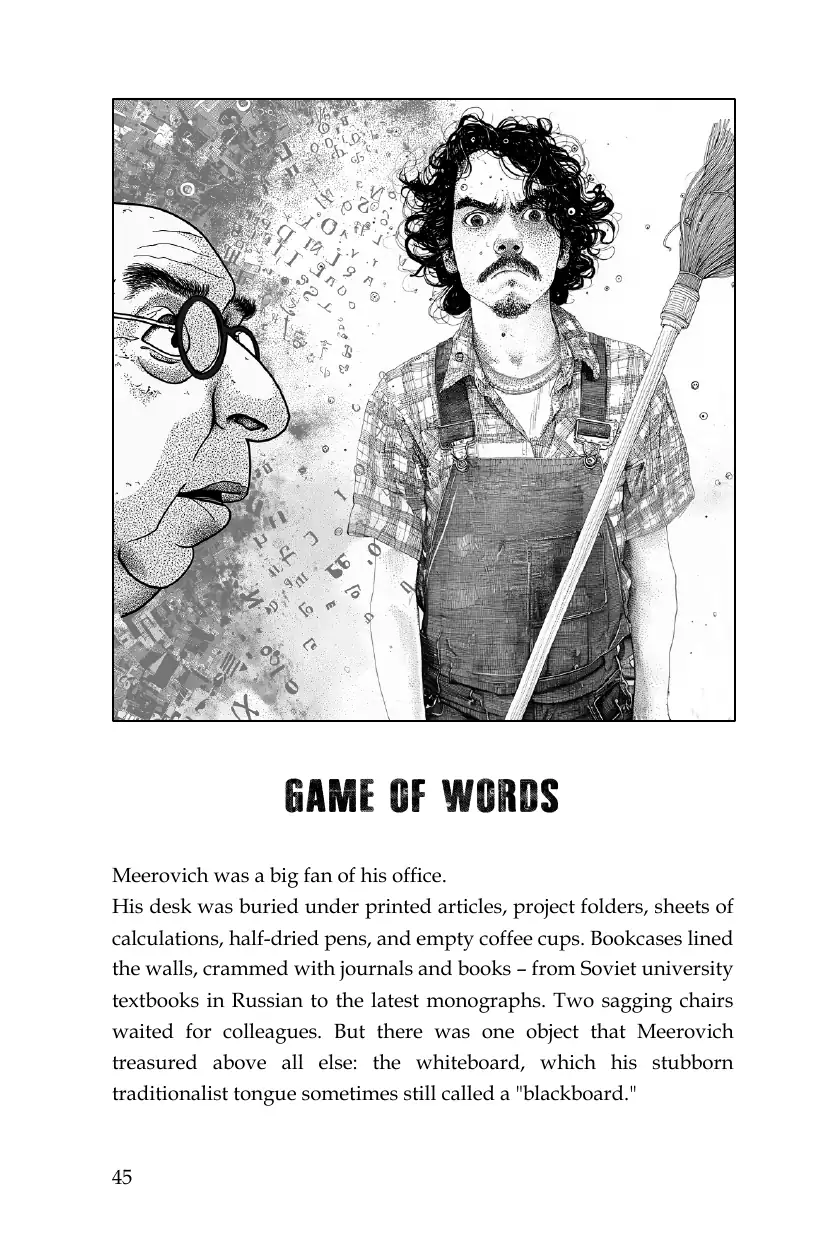 GAME OF WORDS
Meerovich was a big fan of his office.
His desk was buried under printed articles, project folders, sheets of
calculations, half-dried pens, and empty coffee cups. Bookcases lined
the walls, crammed with journals and books – from Soviet university
textbooks in Russian to the latest monographs. Two sagging chairs
waited for colleagues. But there was one object that Meerovich
treasured above all else: the whiteboard, which his stubborn
traditionalist tongue sometimes still called a "blackboard."
45